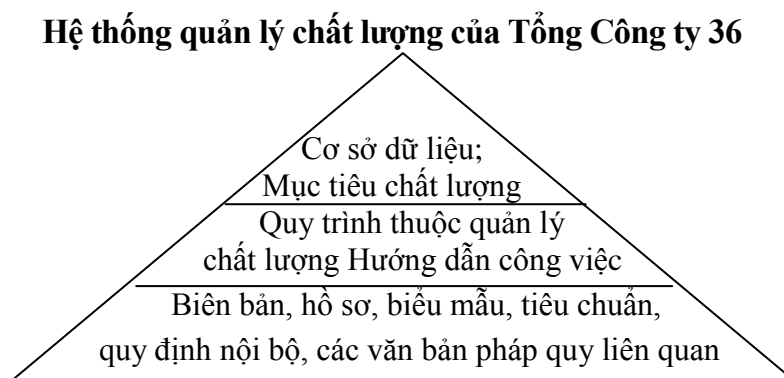 Hệ thống quản lý chất lượng của Tổng Công ty 36
Cơ sở dữ liệu;
Mục tiêu chất lượng
Quy trình thuộc quản lý
chất lượng Hướng dẫn công việc
Biên bản, hồ sơ, biểu mẫu, tiêu chuẩn,
quy định nội bộ, các văn bản pháp quy liên quan